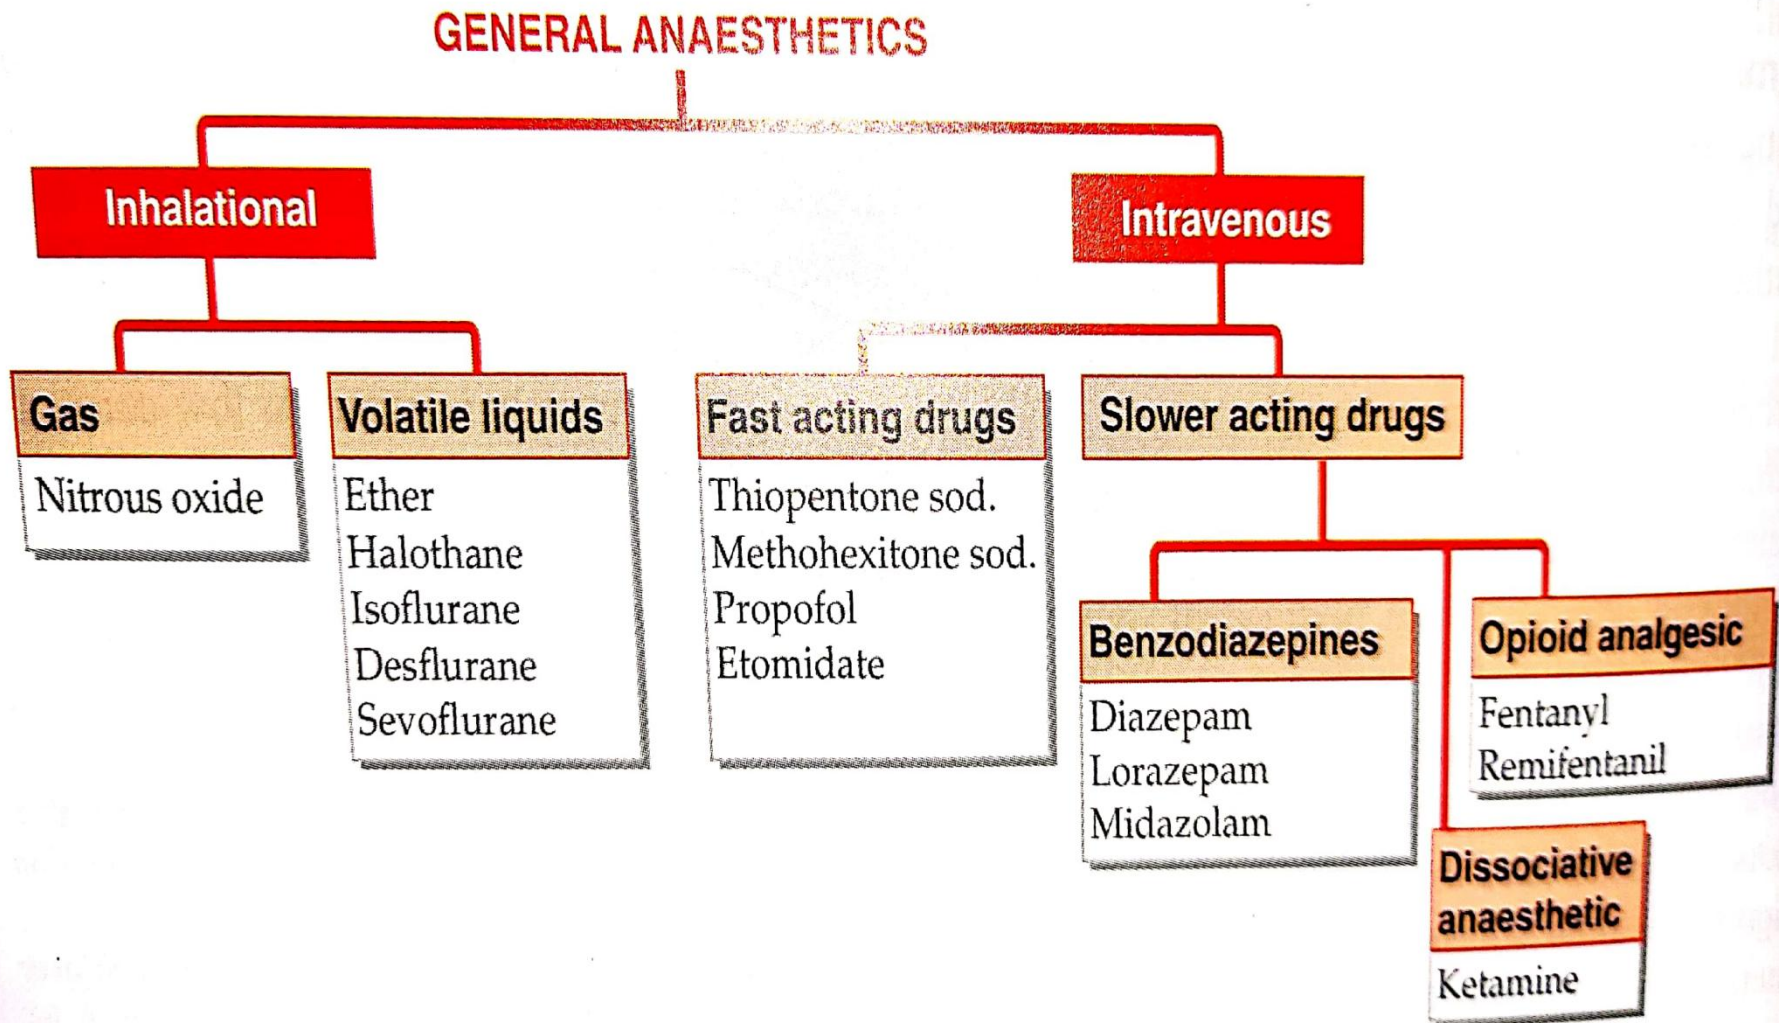 GENERAL ANAESTHETICS
Inhalational
Intravenous
Gas
Nitrous oxide
Volatile liquids
Ether
Halothane
Isoflurane
Desflurane
Sevoflurane
Fast acting drugs
Thiopentone sod.
Methohexitone sod.
Propofol
Etomidate
Slower acting drugs
Benzodiazepines
Diazepam
Lorazepam
Midazolam
Opioid analgesic
Fentanyl
Remifentanil
Dissociative
anaesthetic
Ketamine